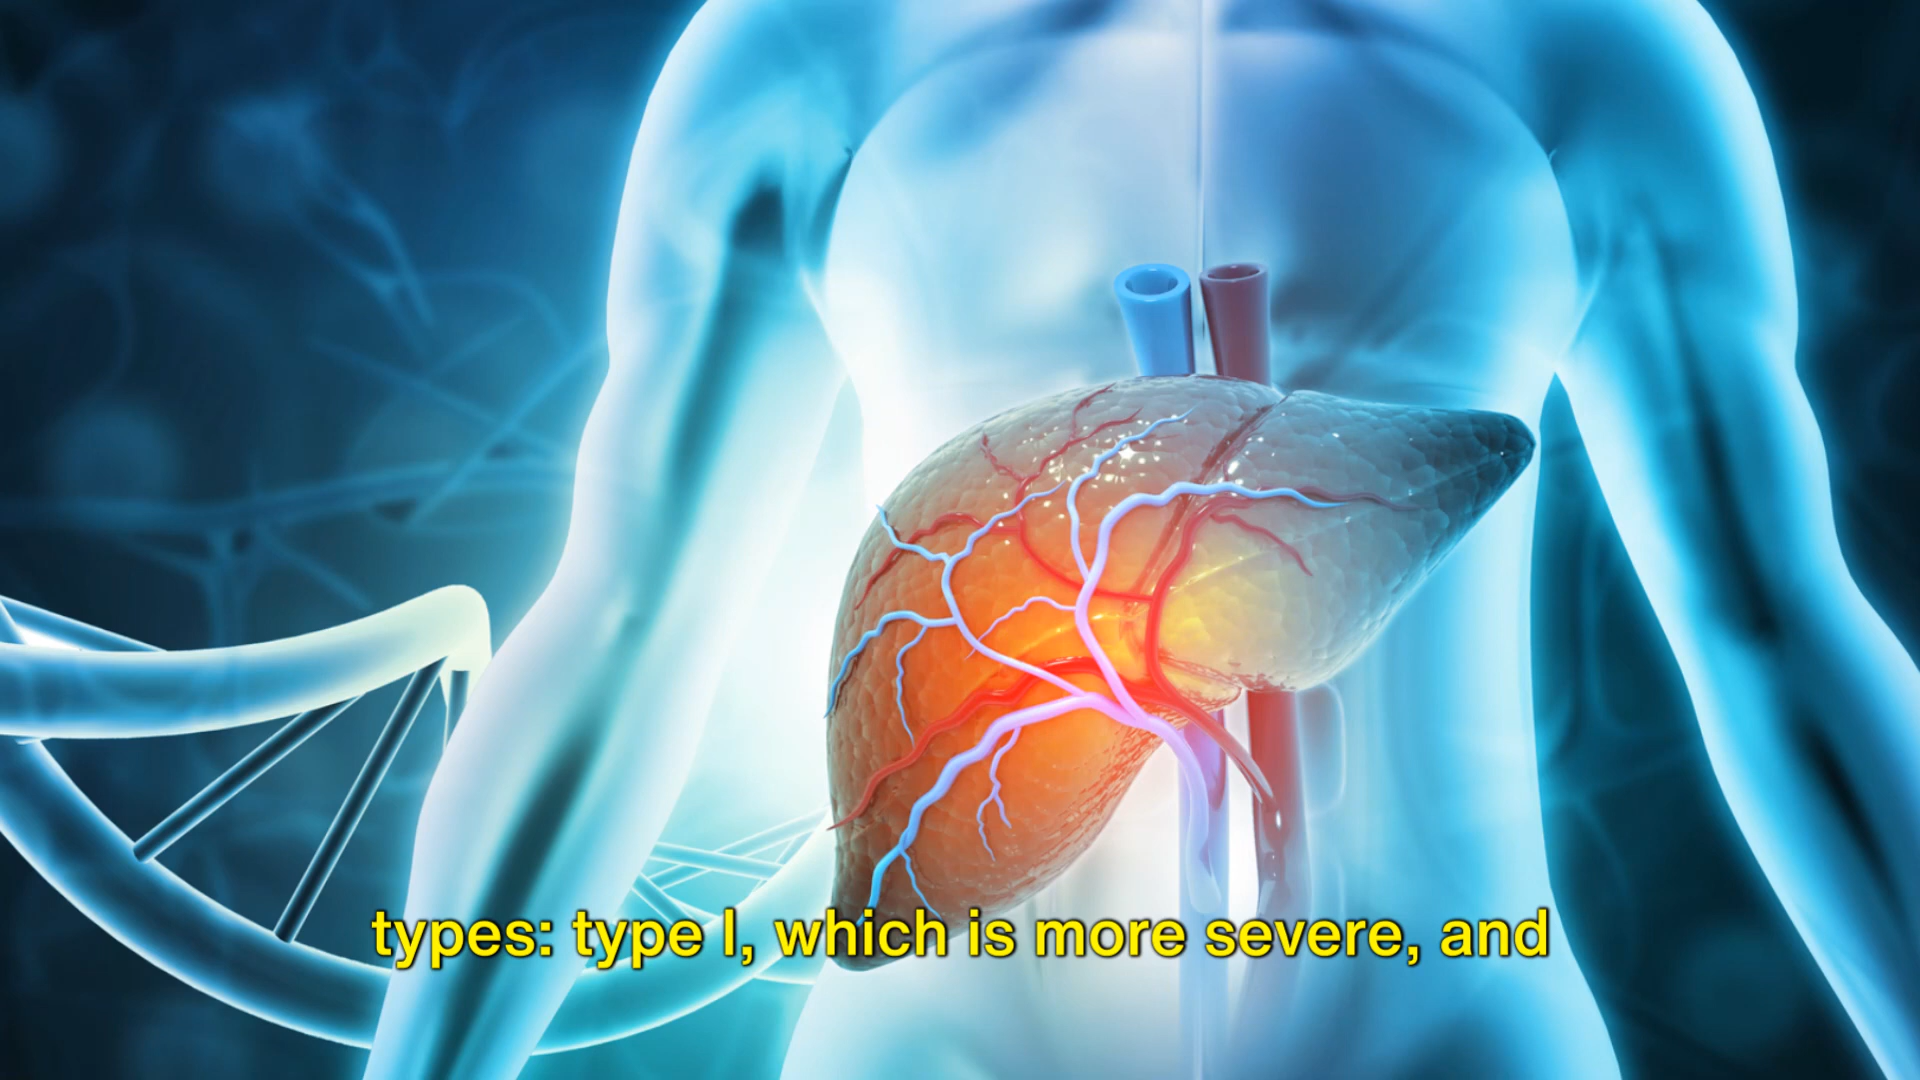 types: type I, which is more severe, and